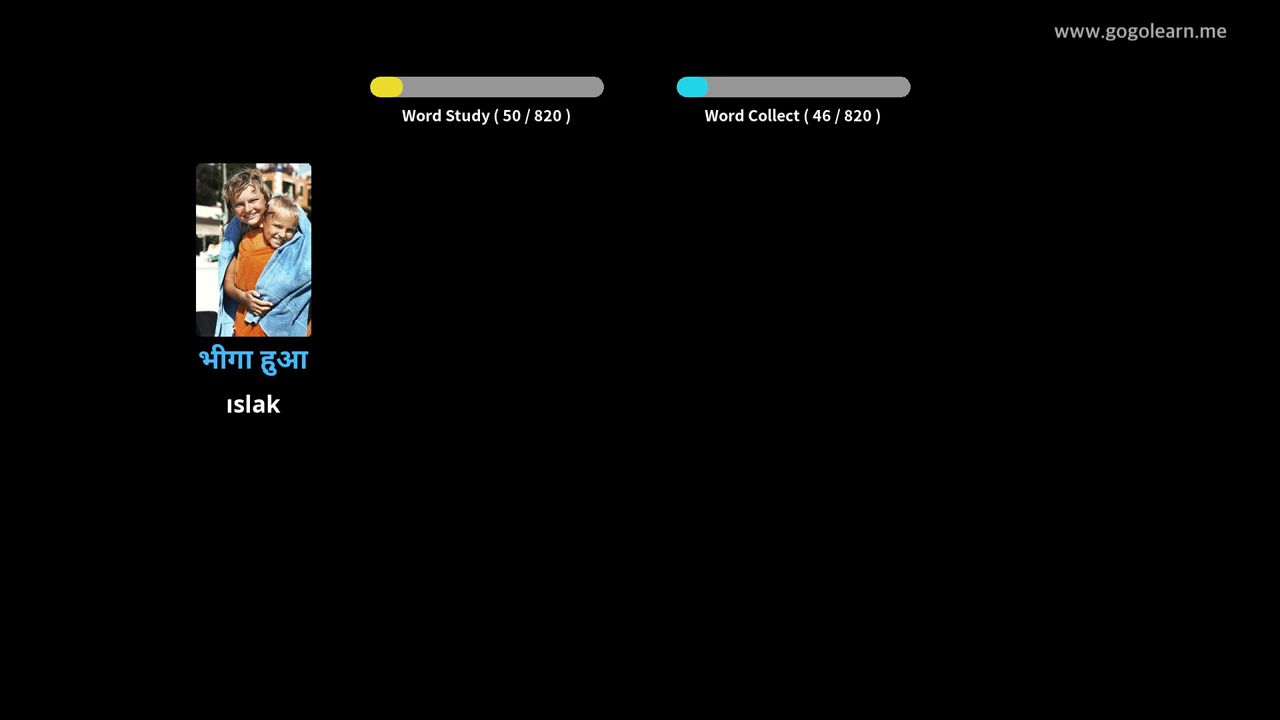 www.gogolearn.me
Word Study ( 50 / 820 )
Word Collect ( 46 / 820 )
भीगा हुआ
ıslak